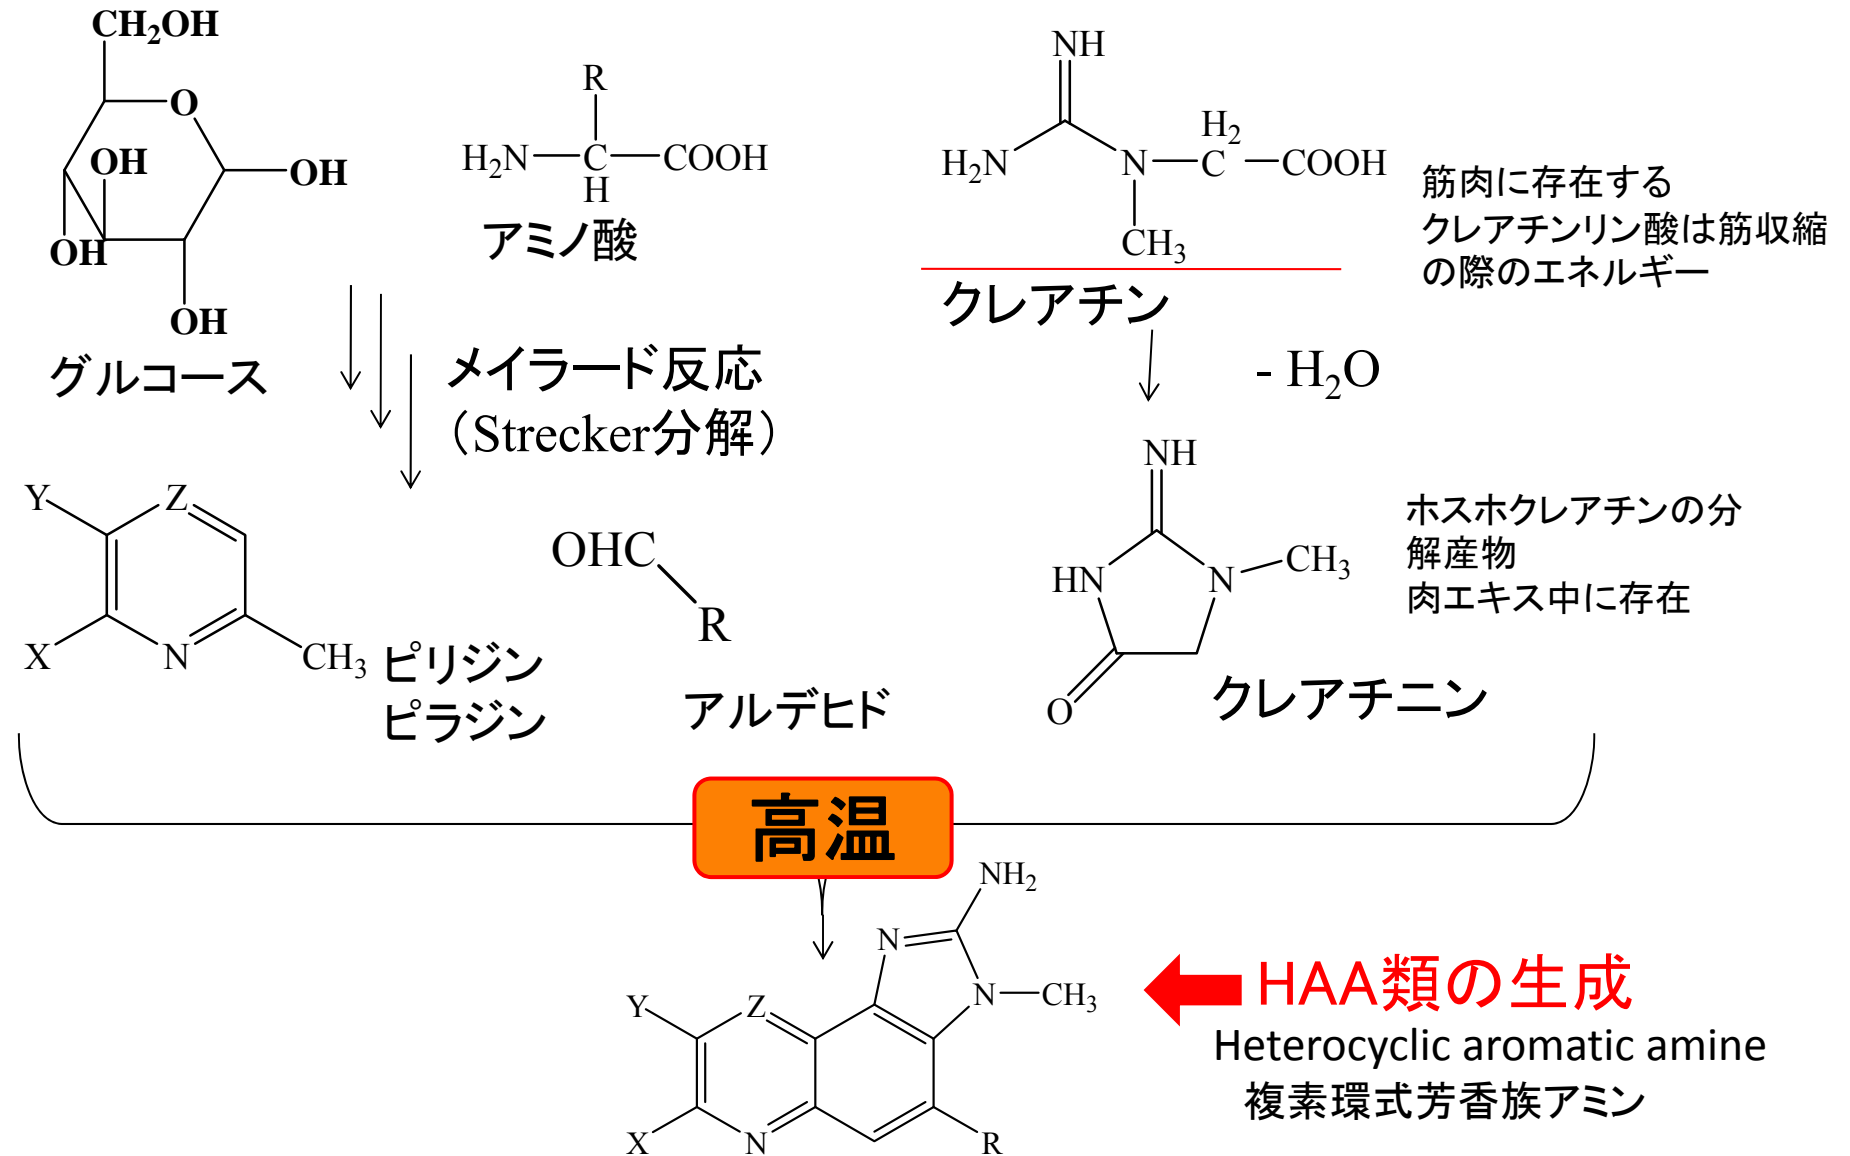 CH2OH
O
OH
OH
OH
OH
グルコース
R
H2N
C
COOH
H
アミノ酸
NH
H2
H2N
N
C
COOH
CH3
クレアチン
筋肉に存在する
クレアチンリン酸は筋収縮
の際のエネルギー
メイラード反応
（Strecker分解）
- H2O
Y
Z
X
N
CH3
ピリジン
ピラジン
OHC
R
アルデヒド
NH
HN
N
CH3
O
クレアチニン
ホスホクレアチンの分
解産物
肉エキス中に存在
高温
NH2
N
N
CH3
Y
Z
X
N
R
HAA類の生成
Heterocyclic aromatic amine
複素環式芳香族アミン